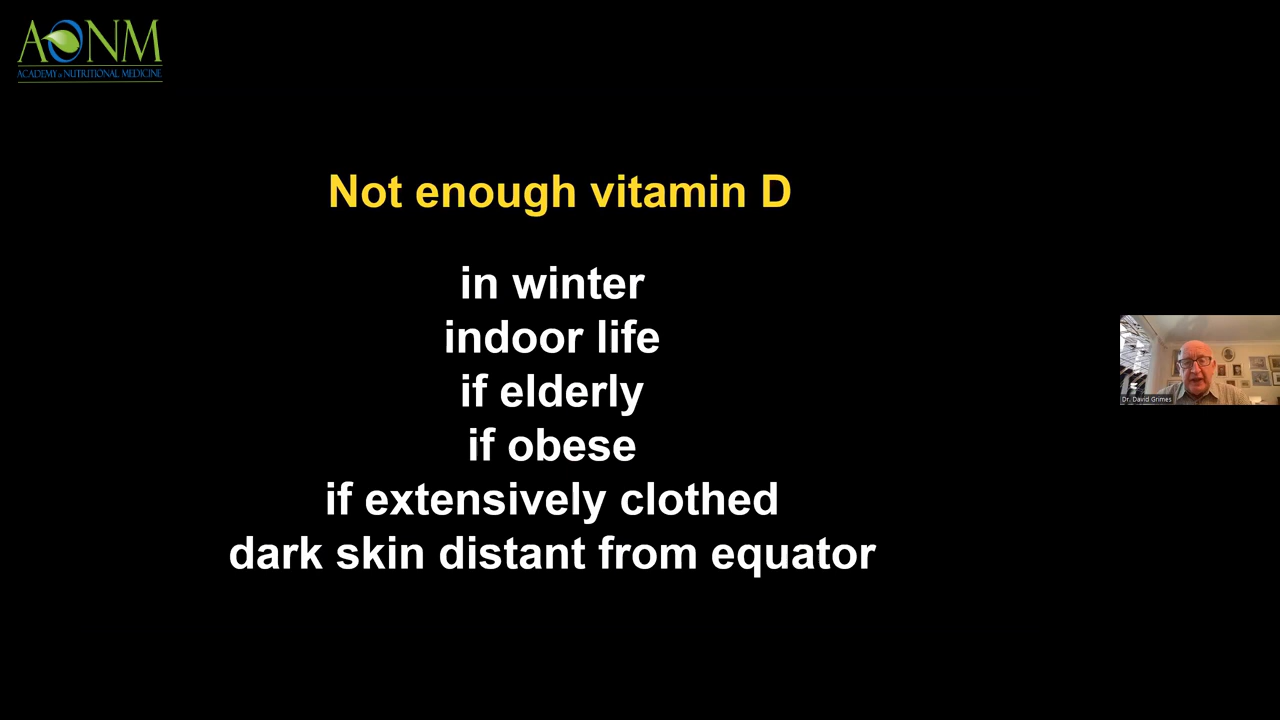 AONM
ACADEMY of NUTRITIONAL MEDICINE
Not enough vitamin D
in winter
indoor life
if elderly
if obese
if extensively clothed
dark skin distant from equator
Dr. David Grimes